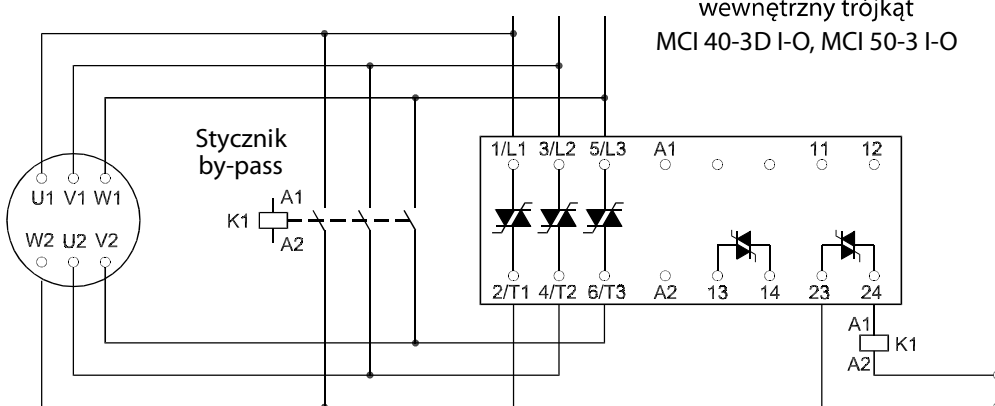 wewnętrzny trójkąt
MCI 40-3D I-O, MCI 50-3 I-O
Stycznik
by-pass
1/L1 3/L2 5/L3 A1 11 12
U1 V1 W1
A1
K1
A2
W2 U2 V2
2/T1 4/T2 6/T3 A2 13 14 23 24
A1
K1
A2